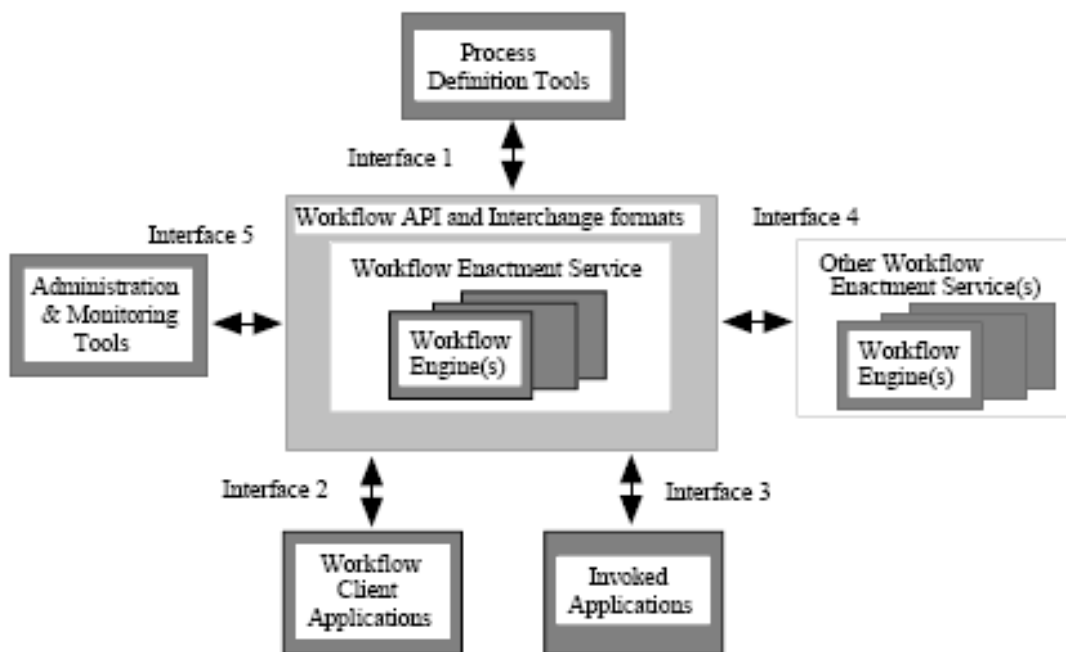 Process
Definition Tools
Interface 1
Workflow API and Interchange formats
Interface 4
Interface 5
Workflow Enactment Service
Other Workflow
Enactment Service(s)
Administration
& Monitoring
Tools
Workflow
Engine(s)
Workflow
Engine(s)
Interface 2
Interface 3
Workflow
Client
Applications
Invoked
Applications